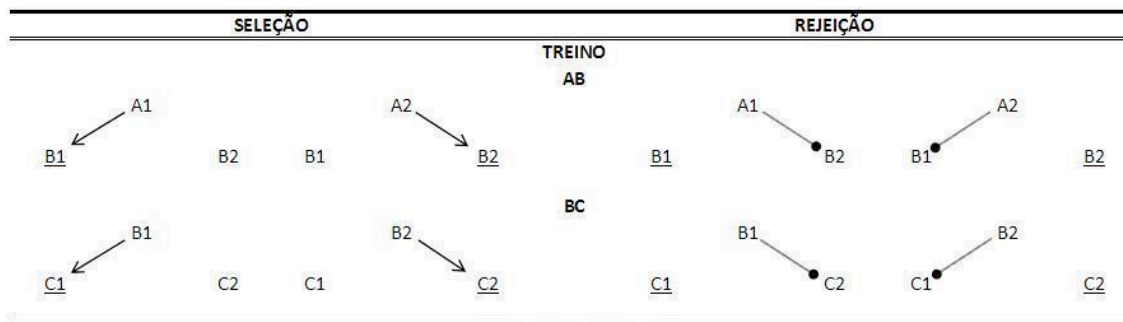 SELEÇÃO REJEIÇÃO
TREINO
AB
A1 A2 A1 A2
B1 B2 B1 B2 B1 B2 B1 B2
BC
B1 B2 B1 B2
C1 C2 C1 C2 C1 C2 C1 C2